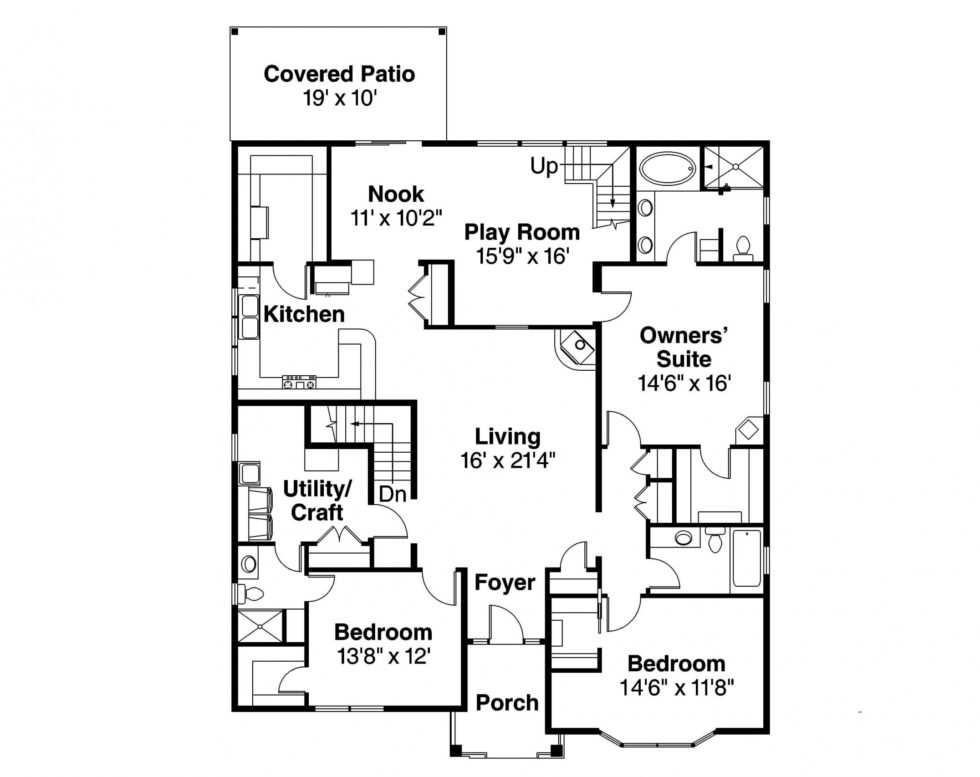 Covered Patio
19' x 10'
Up
Nook
11' x 10'2"
Play Room
15'9" x 16'
Kitchen
Owners'
Suite
14'6" x 16'
Living
16' x 21'4"
Utility/
Craft
Dn
Foyer
Bedroom
13'8" x 12'
Bedroom
14'6" x 11'8"
Porch